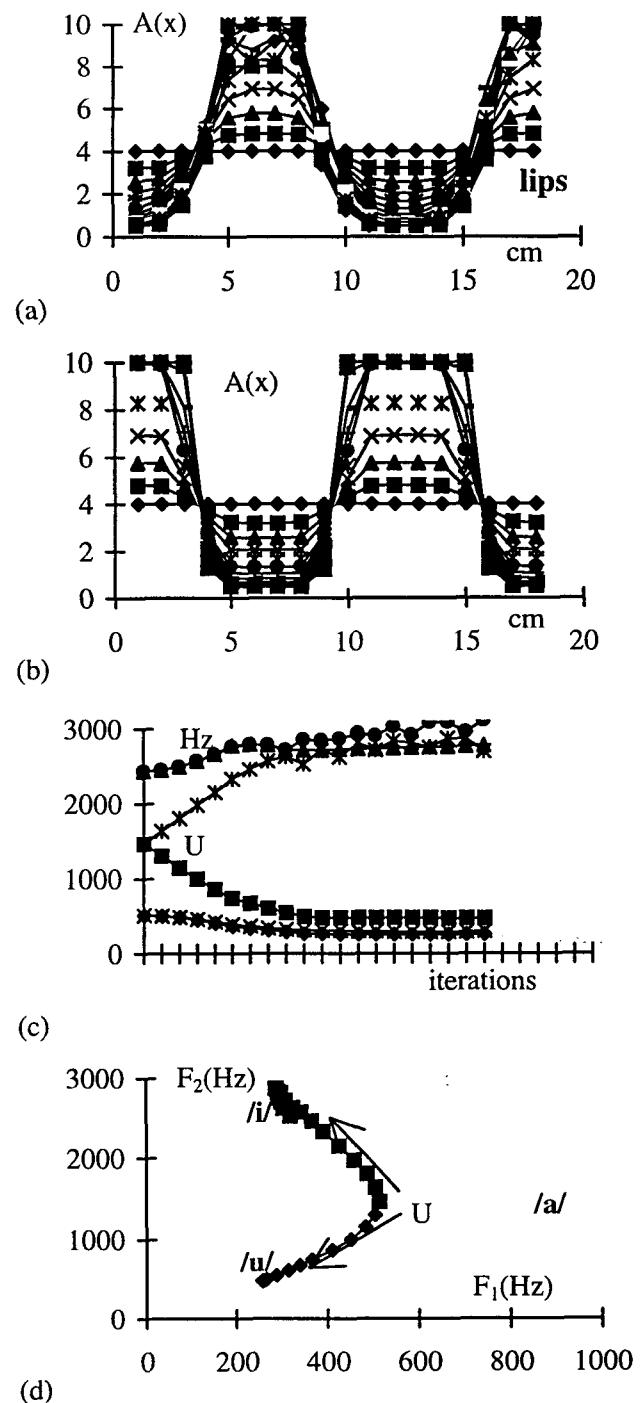 A(x)
10
8
6
4
2
0
lips
cm
0 5 10 15 20
(a)
A(x)
10
8
6
4
2
0
cm
0 5 10 15 20
(b)
3000
2000
1000
0
Hz
U
iterations
(c)
F₂(Hz)
3000
2000
1000
0
/i/
U
/a/
/u/
F₁(Hz)
0 200 400 600 800 1000
(d)